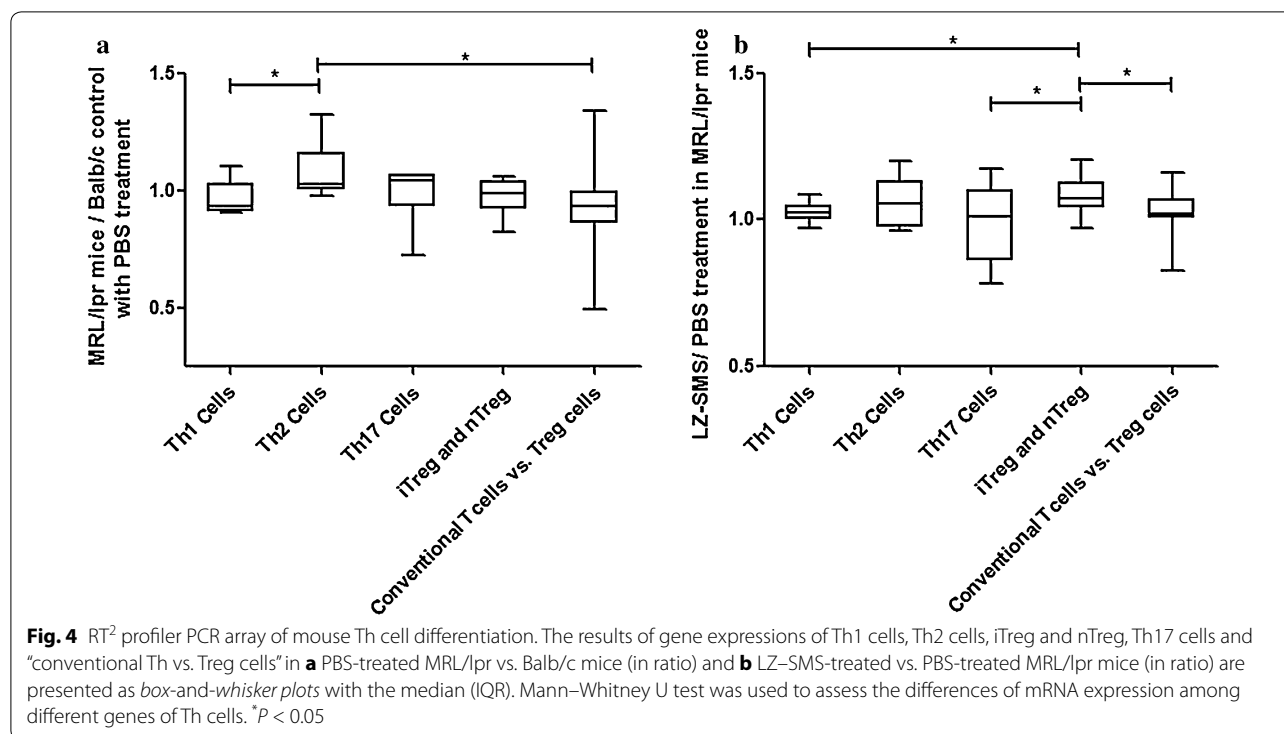 a
MRL/lpr mice / Balb/c control
with PBS treatment
1.5
1.0
0.5
*
*
Th1 Cells
Th2 Cells
Th17 Cells
iTreg and nTreg
Conventional T cells vs. Treg cells
b
LZ-SMS/ PBS treatment in MRL/lpr mice
1.5
1.0
0.5
*
*
*
Th1 Cells
Th2 Cells
Th17 Cells
iTreg and nTreg
Conventional T cells vs. Treg cells
Fig. 4 RT² profiler PCR array of mouse Th cell differentiation. The results of gene expressions of Th1 cells, Th2 cells, iTreg and nTreg, Th17 cells and
"conventional Th vs. Treg cells" in a PBS-treated MRL/lpr vs. Balb/c mice (in ratio) and b LZ–SMS-treated vs. PBS-treated MRL/lpr mice (in ratio) are
presented as box-and-whisker plots with the median (IQR). Mann–Whitney U test was used to assess the differences of mRNA expression among
different genes of Th cells. *P < 0.05